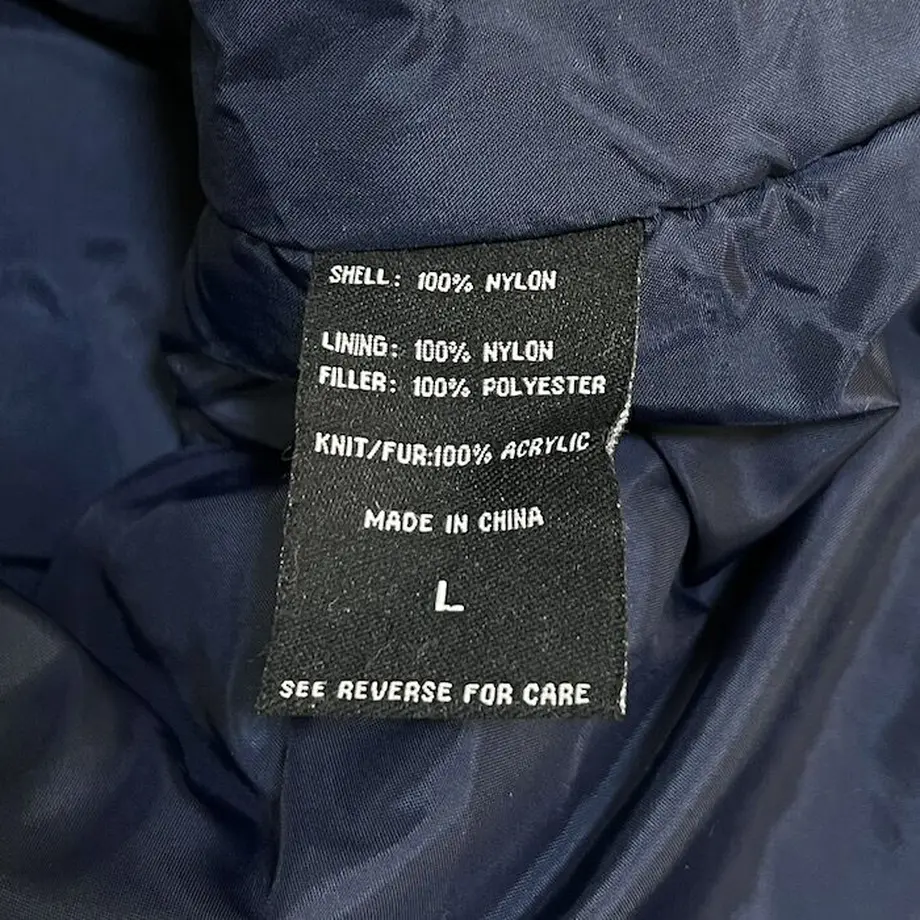 SHELL: 100% NYLON
LINING: 100% NYLON
FILLER: 100% POLYESTER
KNIT/FUR:100% ACRYLIC
MADE IN CHINA
L
SEE REVERSE FOR CARE